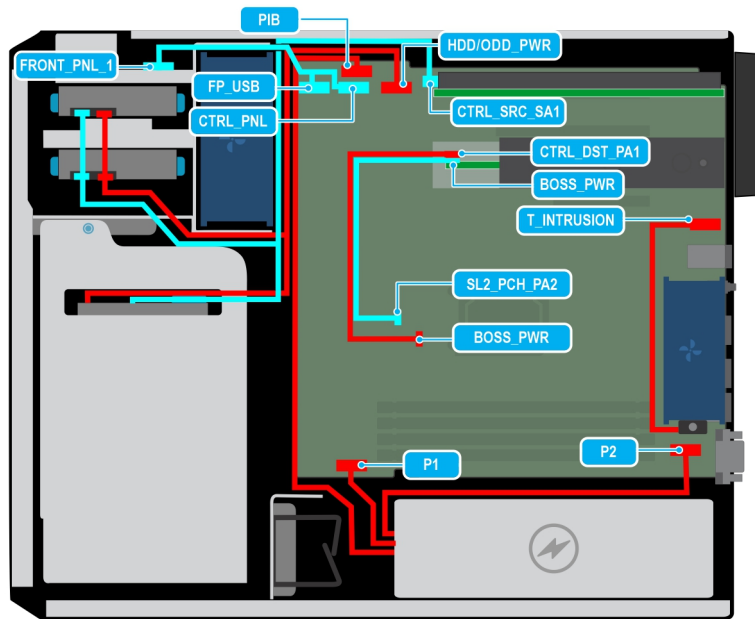 PIB
HDD/ODD_PWR
FRONT_PNL_1
FP_USB
CTRL_PNL
CTRL_SRC_SA1
CTRL_DST_PA1
BOSS_PWR
T_INTRUSION
SL2_PCH_PA2
BOSS_PWR
P1
P2